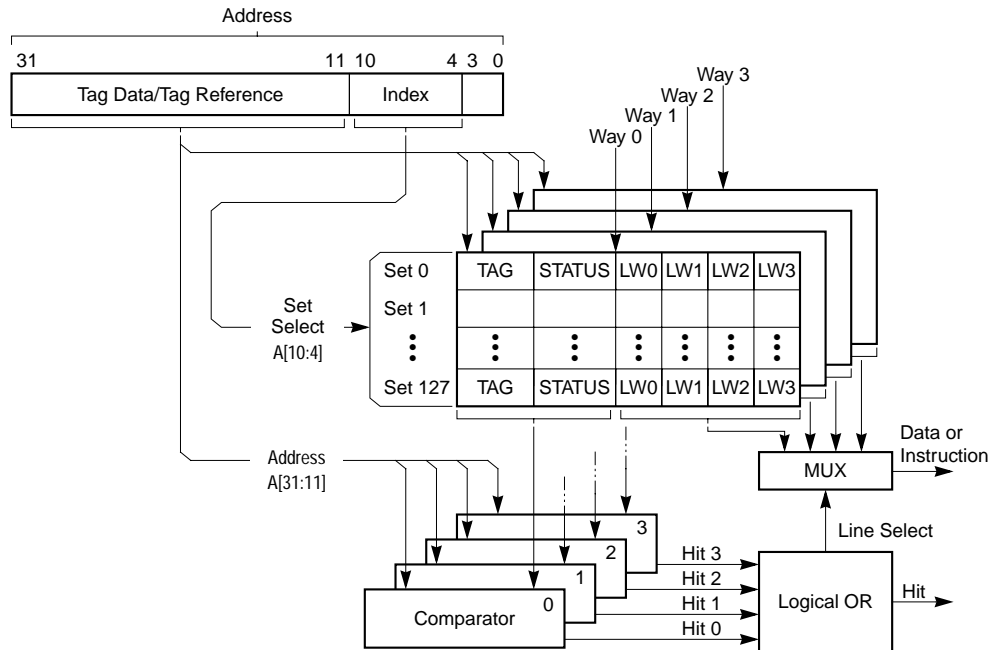 Address
31 11 10 4 3 0
Tag Data/Tag Reference Index
Way 3
Way 2
Way 1
Way 0
Set 0 TAG STATUS LW0 LW1 LW2 LW3
Set 1
Set
Select
A[10:4]
Set 127 TAG STATUS LW0 LW1 LW2 LW3
Address
A[31:11]
MUX
Data or
Instruction
Line Select
3
2
1
0
Comparator
Hit 3
Hit 2
Hit 1
Hit 0
Logical OR
Hit